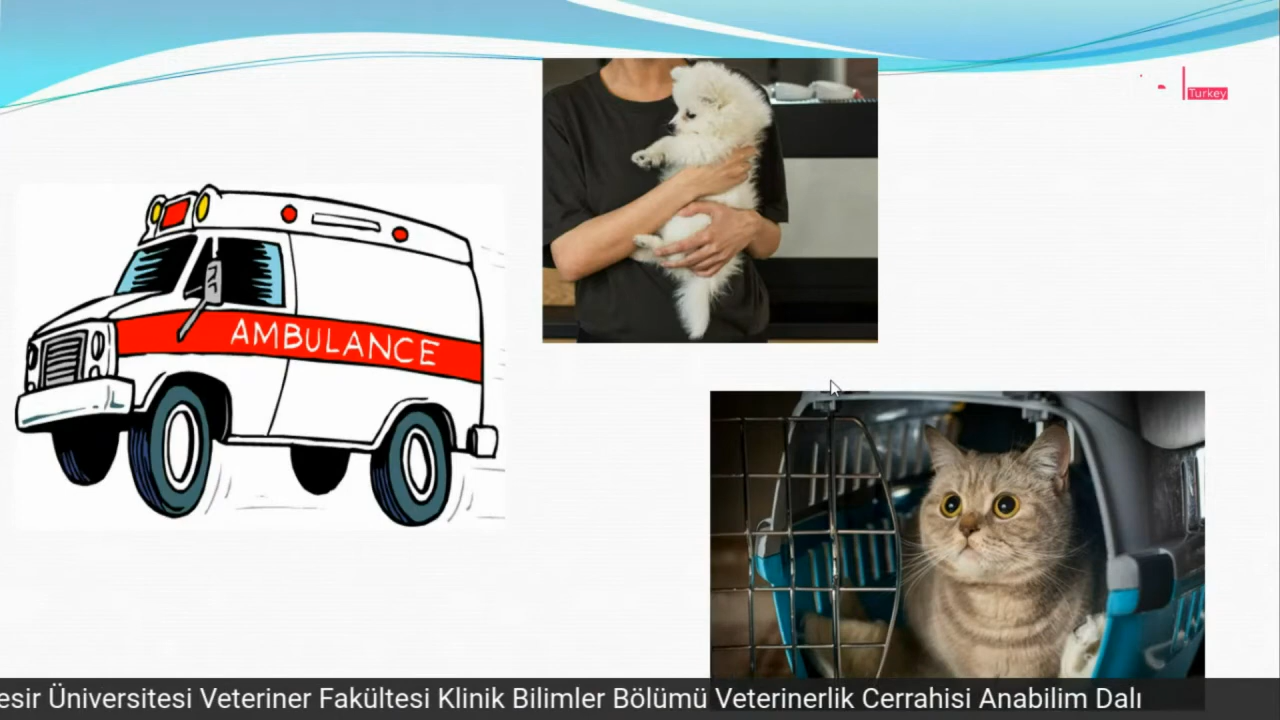 Turkey
AMBULANCE
esir Üniversitesi Veteriner Fakültesi Klinik Bilimler Bölümü Veterinerlik Cerrahisi Anabilim Dalı